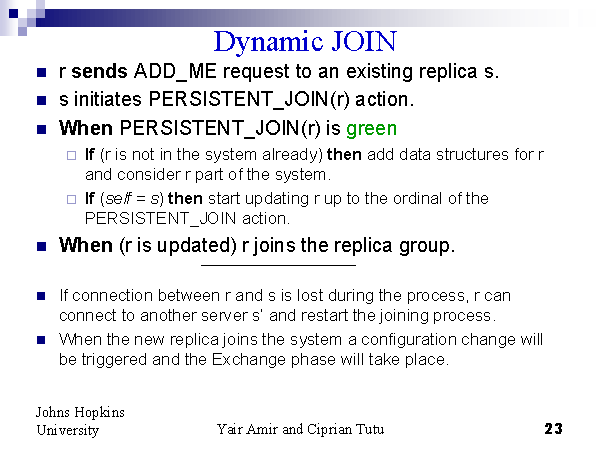 Dynamic JOIN
r sends ADD_ME request to an existing replica s.
s initiates PERSISTENT_JOIN(r) action.
When PERSISTENT_JOIN(r) is green
If (r is not in the system already) then add data structures for r
and consider r part of the system.
If (self = s) then start updating r up to the ordinal of the
PERSISTENT_JOIN action.
When (r is updated) r joins the replica group.
If connection between r and s is lost during the process, r can
connect to another server s' and restart the joining process.
When the new replica joins the system a configuration change will
be triggered and the Exchange phase will take place.
Johns Hopkins
University
Yair Amir and Ciprian Tutu
23